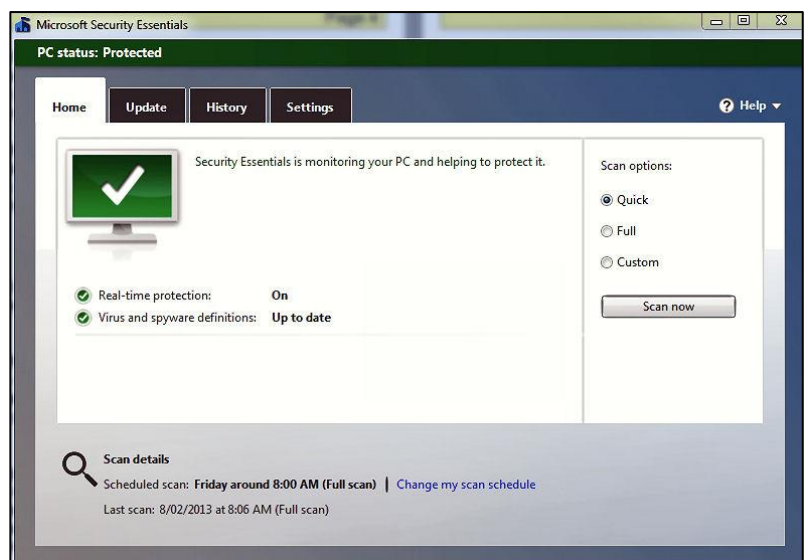 Page 4
Microsoft Security Essentials
PC status: Protected
Home Update History Settings Help
Security Essentials is monitoring your PC and helping to protect it.
Scan options:
Quick
Full
Custom
Scan now
Real-time protection: On
Virus and spyware definitions: Up to date
Scan details
Scheduled scan: Friday around 8:00 AM (Full scan) | Change my scan schedule
Last scan: 8/02/2013 at 8:06 AM (Full scan)